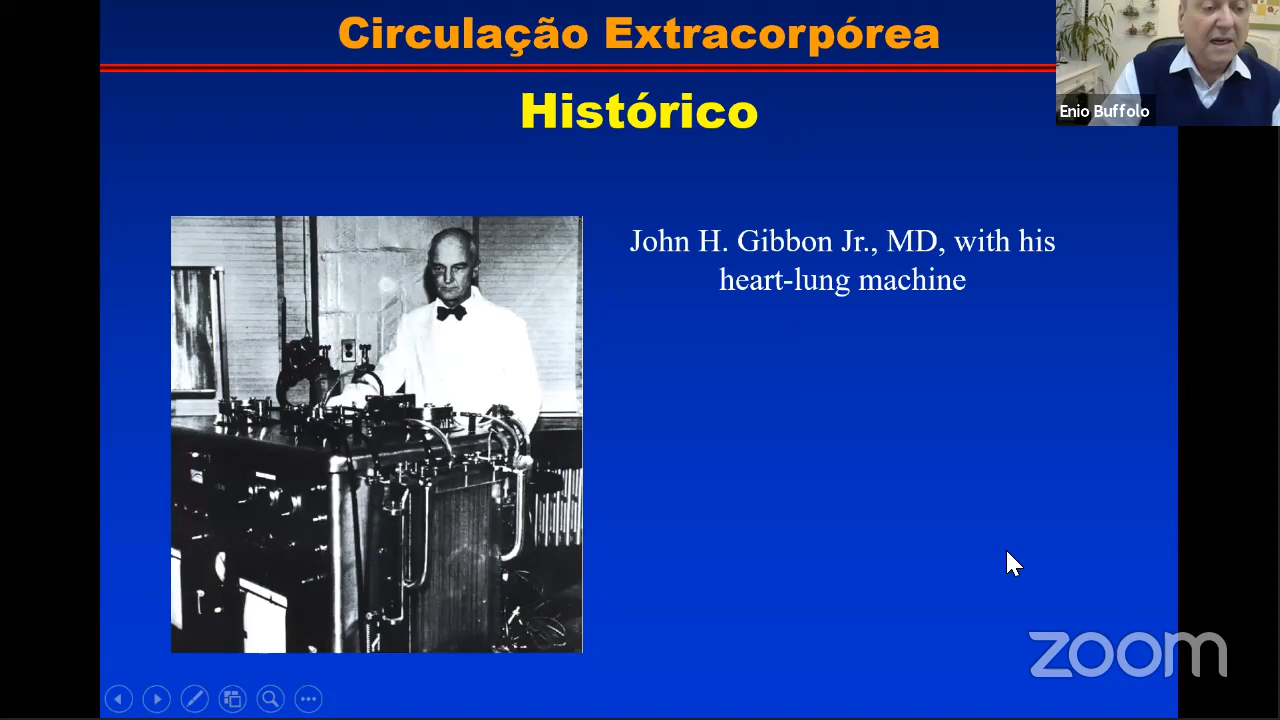 Circulação Extracorpórea
Enio Buffolo
Histórico
John H. Gibbon Jr., MD, with his
heart-lung machine
zoom